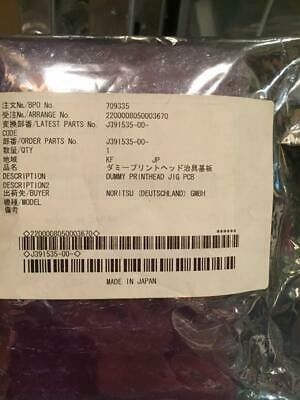 注文No./BPO No. 709335
受注No./ARRANGE No. 2200008050003670
変換部番/LATEST PARTS No. J391535-00-
CODE
部番/ORDER PARTS No. J391535-00-
数量/QTY 1
地域 KF JP
品名 ダミープリントヘッド治具基板
DESCRIPTION DUMMY PRINTHEAD JIG PCB
DESCRIPTION2
出荷先/BUYER NORITSU (DEUTSCHLAND) GMBH
機種/MODEL
備考
◇2200008050003670◇
◇J391535-00-◇
MADE IN JAPAN